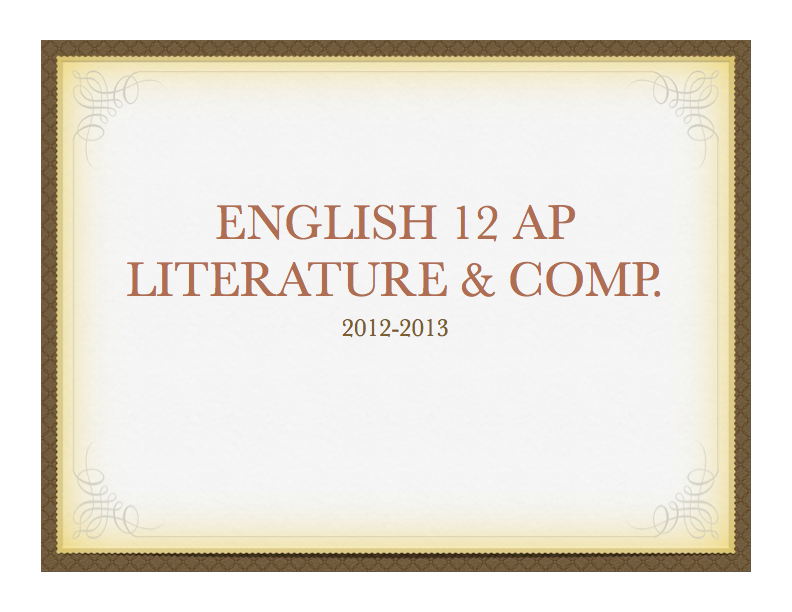 ENGLISH 12 AP
LITERATURE & COMP.
2012-2013